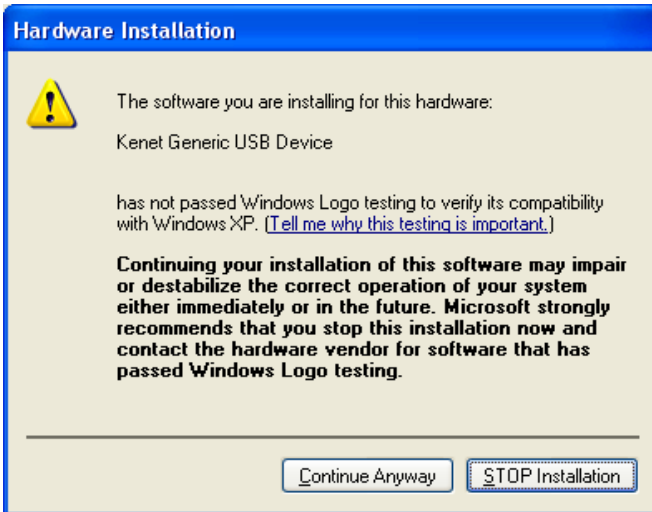 Hardware Installation
The software you are installing for this hardware:
Kenet Generic USB Device
has not passed Windows Logo testing to verify its compatibility
with Windows XP. (Tell me why this testing is important.)
Continuing your installation of this software may impair
or destabilize the correct operation of your system
either immediately or in the future. Microsoft strongly
recommends that you stop this installation now and
contact the hardware vendor for software that has
passed Windows Logo testing.
Continue Anyway
STOP Installation